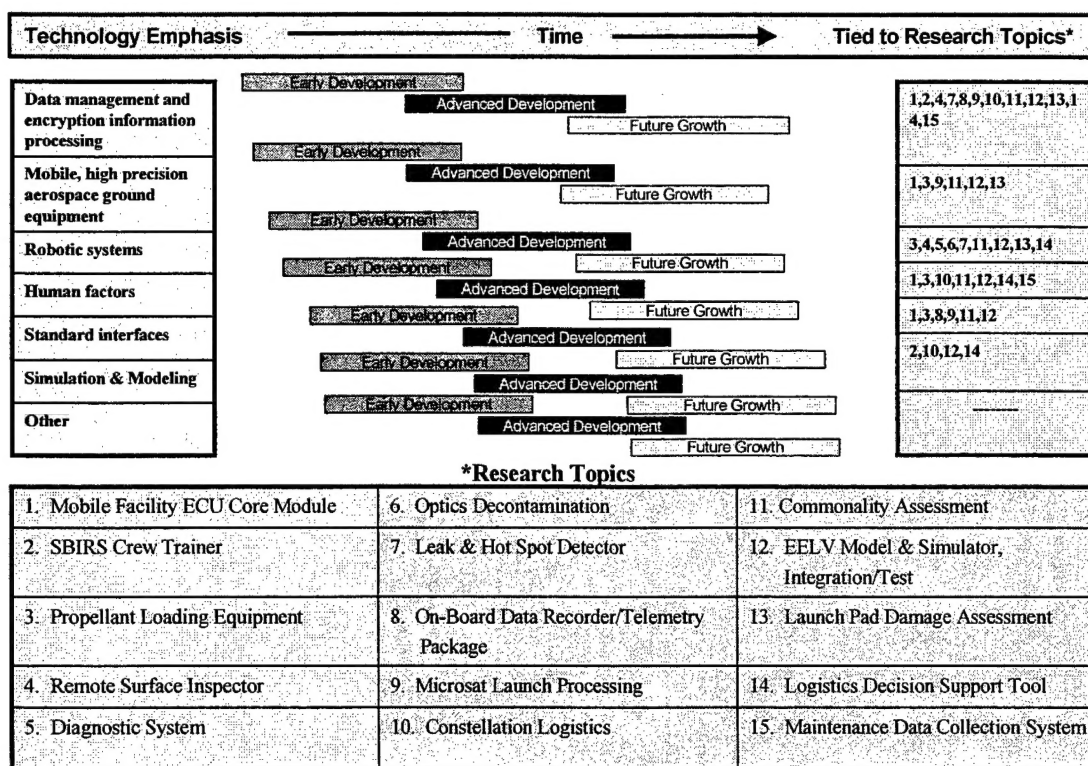 Technology Emphasis Time Tied to Research Topics*
Data management and
encryption information
processing
Mobile, high precision
aerospace ground
equipment
Robotic systems
Human factors
Standard interfaces
Simulation & Modeling
Other
Early Development
Advanced Development
Future Growth
Early Development
Advanced Development
Future Growth
Early Development
Advanced Development
Future Growth
Early Development
Advanced Development
Future Growth
Early Development
Advanced Development
Future Growth
Early Development
Advanced Development
Future Growth
Early Development
Advanced Development
Future Growth
1,2,4,7,8,9,10,11,12,13,1
4,15
1,3,9,11,12,13
3,4,5,6,7,11,12,13,14
1,3,10,11,12,14,15
1,3,8,9,11,12
2,10,12,14
-------
*Research Topics
1. Mobile Facility ECU Core Module
6. Optics Decontamination
11. Commonality Assessment
2. SBIRS Crew Trainer
7. Leak & Hot Spot Detector
12. EELV Model & Simulator,
Integration/Test
3. Propellant Loading Equipment
8. On-Board Data Recorder/Telemetry
Package
13. Launch Pad Damage Assessment
4. Remote Surface Inspector
9. Microsat Launch Processing
14. Logistics Decision Support Tool
5. Diagnostic System
10. Constellation Logistics
15. Maintenance Data Collection System